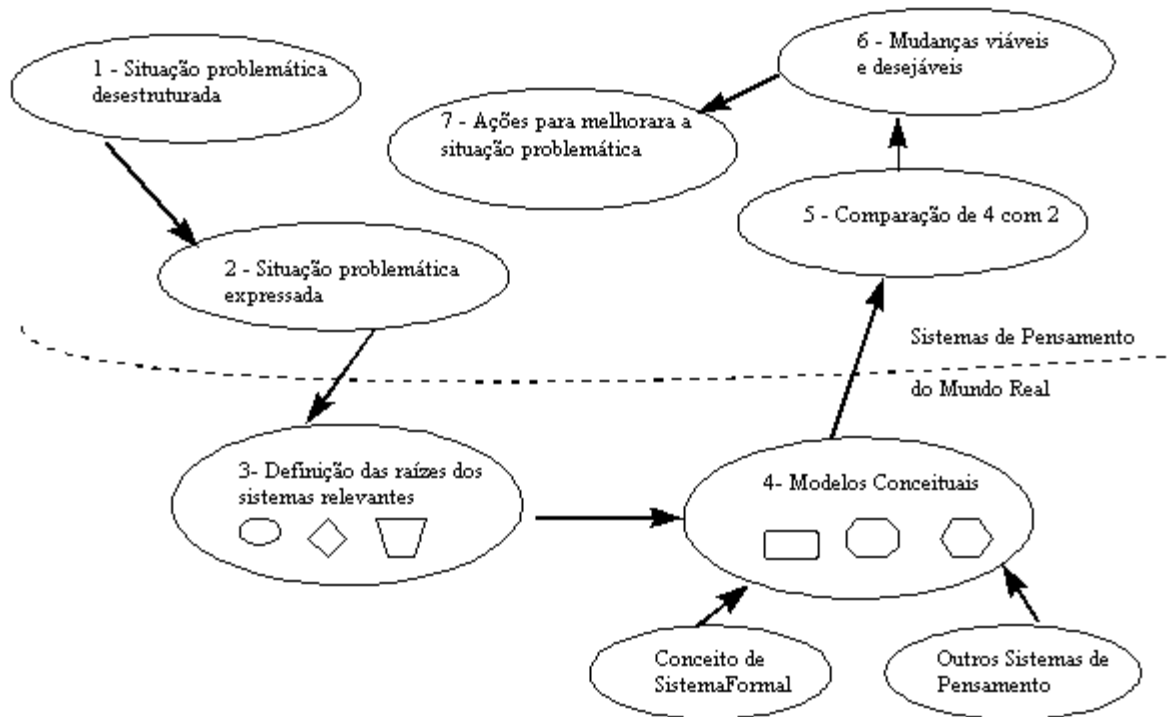 1 - Situação problemática
desestruturada
2 - Situação problemática
expressada
3- Definição das raízes dos
sistemas relevantes
4- Modelos Conceituais
Conceito de
SistemaFormal
Outros Sistemas de
Pensamento
5 - Comparação de 4 com 2
6 - Mudanças viáveis
e desejáveis
7 - Ações para melhorara a
situação problemática
Sistemas de Pensamento
do Mundo Real